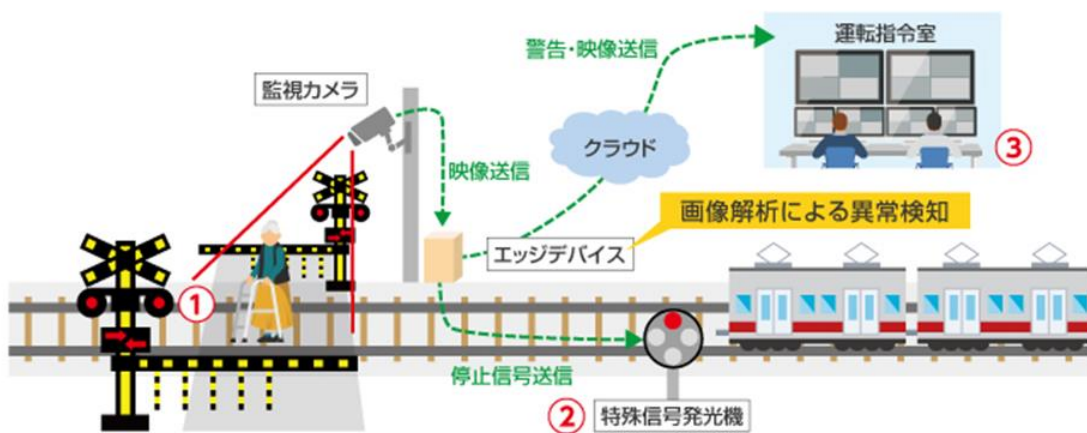 運転指令室
警告・映像送信
監視カメラ
クラウド
③
映像送信
画像解析による異常検知
エッジデバイス
①
停止信号送信
② 特殊信号発光機